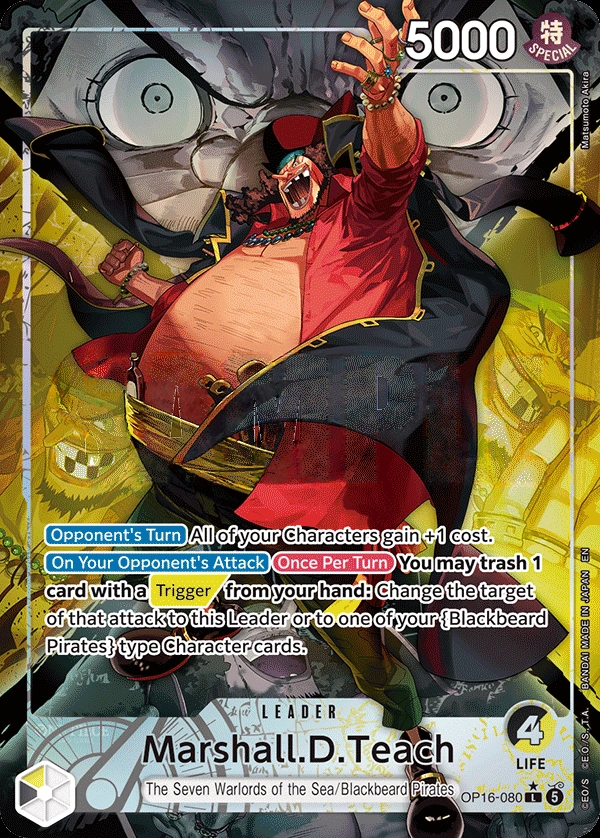 5000
特
SPECIAL
Matsumoto Akira
Opponent's Turn All of your Characters gain +1 cost.
On Your Opponent's Attack Once Per Turn You may trash 1
card with a Trigger from your hand: Change the target
of that attack to this Leader or to one of your {Blackbeard
Pirates} type Character cards.
©E.O./S. ©E.O./S., T.A. BANDAI MADE IN JAPAN EN
LEADER
Marshall.D.Teach
4
LIFE
The Seven Warlords of the Sea/Blackbeard Pirates
©EO/S
OP16-080 L 5